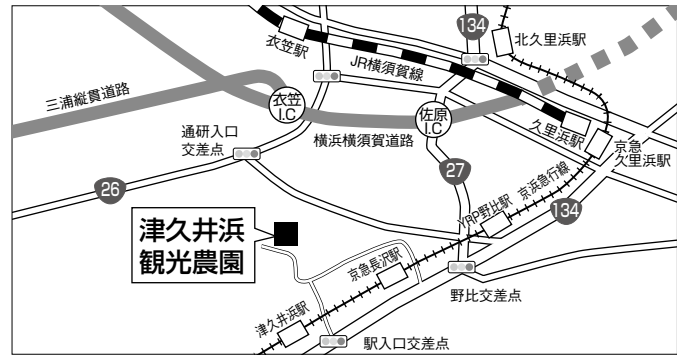 134
北久里浜駅
衣笠駅
JR横須賀線
三浦縦貫道路
衣笠
I.C
佐原
I.C
久里浜駅
通研入口
交差点
横浜横須賀道路
京急
久里浜駅
27
26
YRP野比駅
京浜急行線
134
津久井浜
観光農園
京急長沢駅
野比交差点
津久井浜駅
駅入口交差点